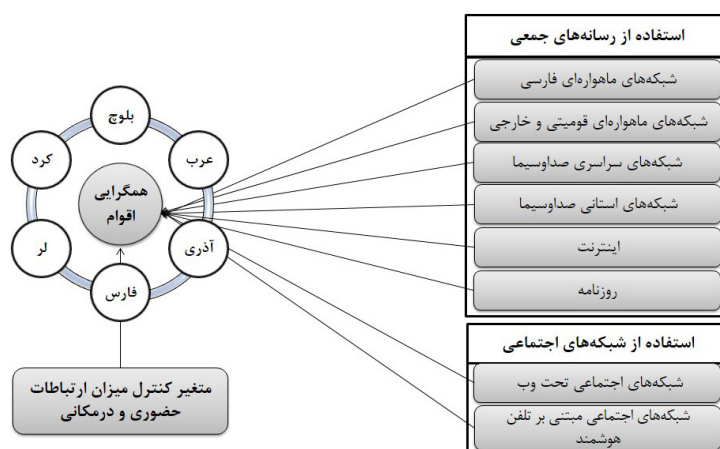 استفاده از رسانه‌های جمعی
شبکه‌های ماهواره‌ای فارسی
شبکه‌های ماهواره‌ای قومیتی و خارجی
شبکه‌های سراسری صداوسیما
شبکه‌های استانی صداوسیما
اینترنت
روزنامه
استفاده از شبکه‌های اجتماعی
شبکه‌های اجتماعی تحت وب
شبکه‌های اجتماعی مبتنی بر تلفن
هوشمند
بلوچ
عرب
کرد
همگرایی
اقوام
آذری
لر
فارس
متغیر کنترل میزان ارتباطات
حضوری و درمکانی